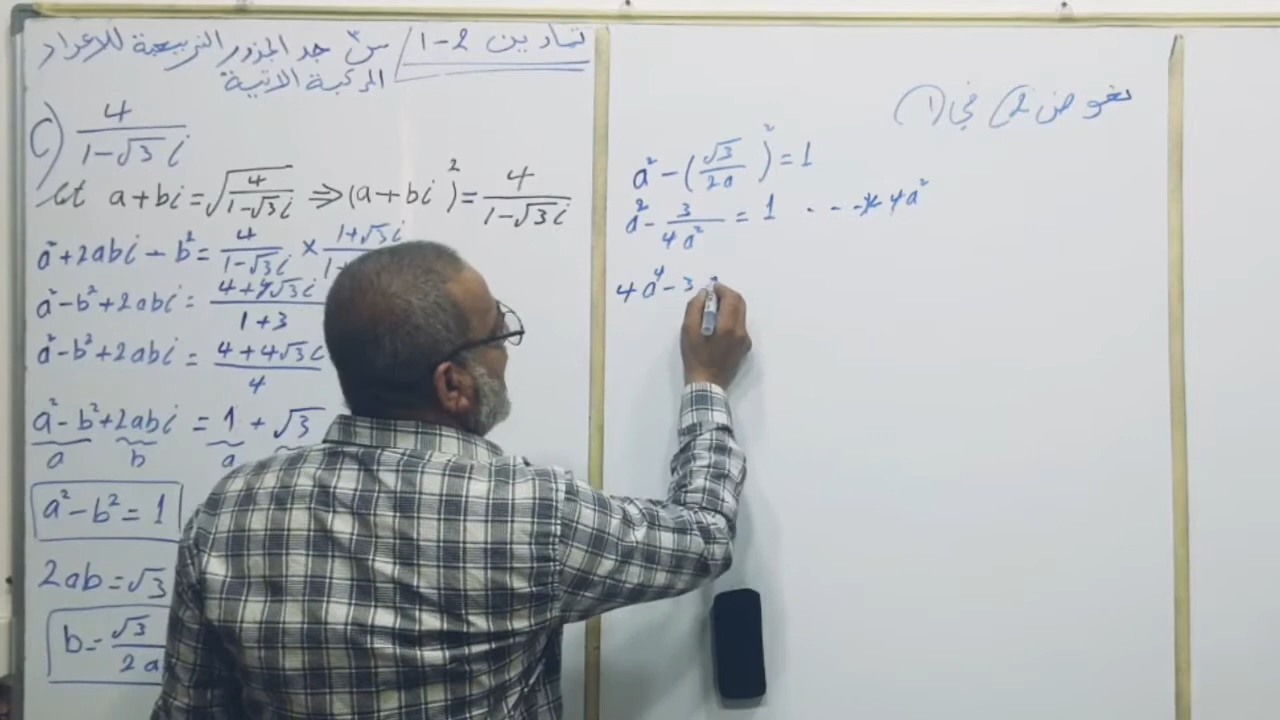 تمارين 2-1 / س٣ جد الجذور التربيعية للاعداد
المركبة الاتية
C) 4 / 1-√3 i
let a+bi = √(4 / 1-√3 i) ⇒ (a+bi)² = 4 / 1-√3 i
a²+2abi-b² = 4 / 1-√3 i × 1+√3 i / 1+
a²-b²+2abi = 4+4√3 i / 1+3
a²-b²+2abi = 4+4√3 i / 4
a²-b²+2abi = 1 + √3
a b a
a²-b²=1
2ab=√3
b=√3 / 2a
نعوض 2) في 1)
a² - (√3 / 2a)² = 1
a² - 3 / 4a² = 1 . . . × 4a²
4a⁴-3